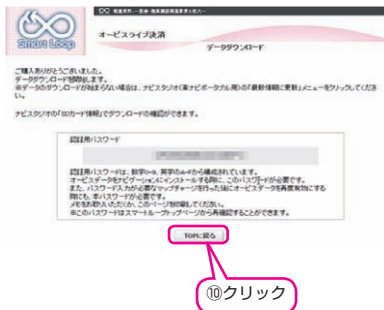 Smart Loop
オービスライブ決済
データダウンロード
ご購入ありがとうございました。
データダウンロードを開始します。
※データのダウンロードが始まらない場合は、ナビスタジオ(楽ナビポータブル用)の「最新情報に更新」メニューをクリックしてください。
ナビスタジオの「SDカード情報」でダウンロードの確認ができます。
認証用パスワード
認証用パスワードは、数字0-9、英字のA-Fから構成されています。
オービスデータをナビゲーションにインストールする際に、このパスワードが必要です。
また、パスワード入力が必要なマップチャージを行った後にオービスデータを再度有効にする
際にも、本パスワードが必要です。
メモをお取りいただくか、このページを印刷してください。
※このパスワードはスマートループトップページから再確認することができます。
TOPに戻る
⑩クリック